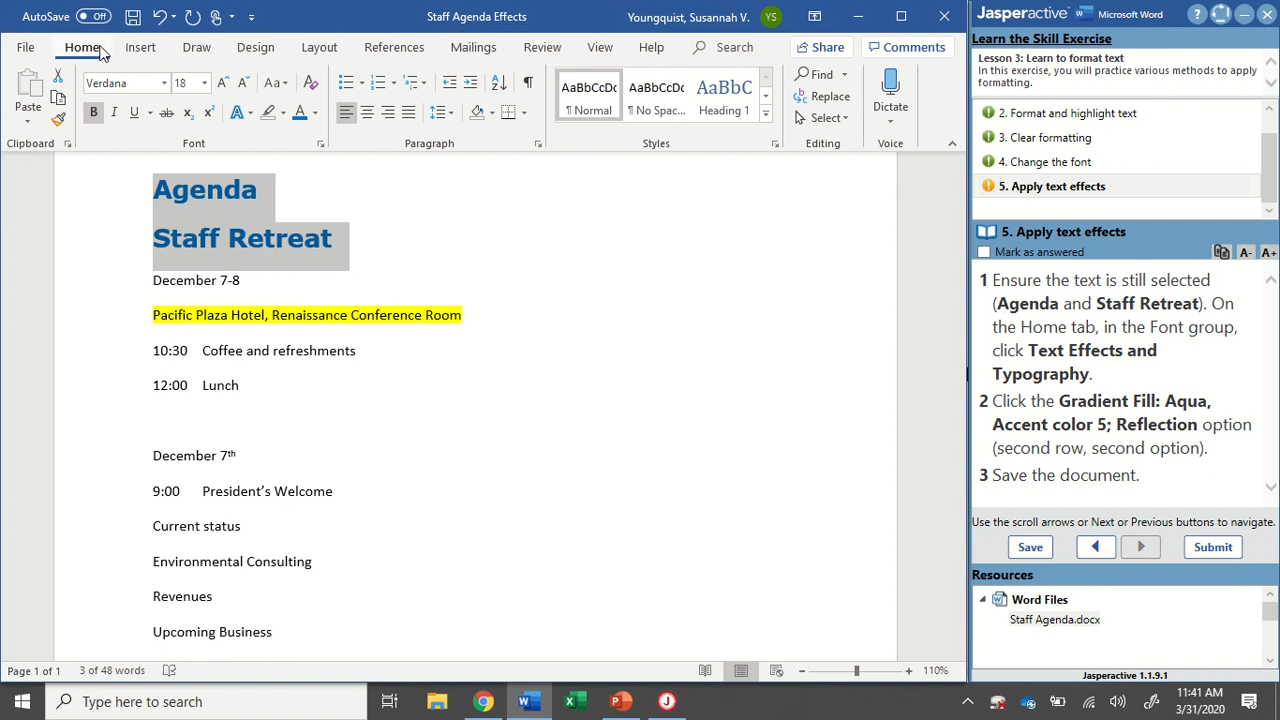 AutoSave Off
Staff Agenda Effects
Youngquist, Susannah V. YS
File Home Insert Draw Design Layout References Mailings Review View Help Search Share Comments
Paste
Clipboard
Verdana 18
Font
Paragraph
AaBbCcDc AaBbCcDc AaBbC
¶ Normal ¶ No Spac... Heading 1
Styles
Find
Replace
Select
Editing
Dictate
Voice
Agenda
Staff Retreat
December 7-8
Pacific Plaza Hotel, Renaissance Conference Room
10:30 Coffee and refreshments
12:00 Lunch
December 7th
9:00 President's Welcome
Current status
Environmental Consulting
Revenues
Upcoming Business
Page 1 of 1 3 of 48 words 110%
Jasperactive Microsoft Word
Learn the Skill Exercise
Lesson 3: Learn to format text
In this exercise, you will practice various methods to apply
formatting.
2. Format and highlight text
3. Clear formatting
4. Change the font
5. Apply text effects
5. Apply text effects
Mark as answered A- A+
1 Ensure the text is still selected
(Agenda and Staff Retreat). On
the Home tab, in the Font group,
click Text Effects and
Typography.
2 Click the Gradient Fill: Aqua,
Accent color 5; Reflection option
(second row, second option).
3 Save the document.
Use the scroll arrows or Next or Previous buttons to navigate.
Save Submit
Resources
Word Files
Staff Agenda.docx
Jasperactive 1.1.9.1
Type here to search
11:41 AM
3/31/2020